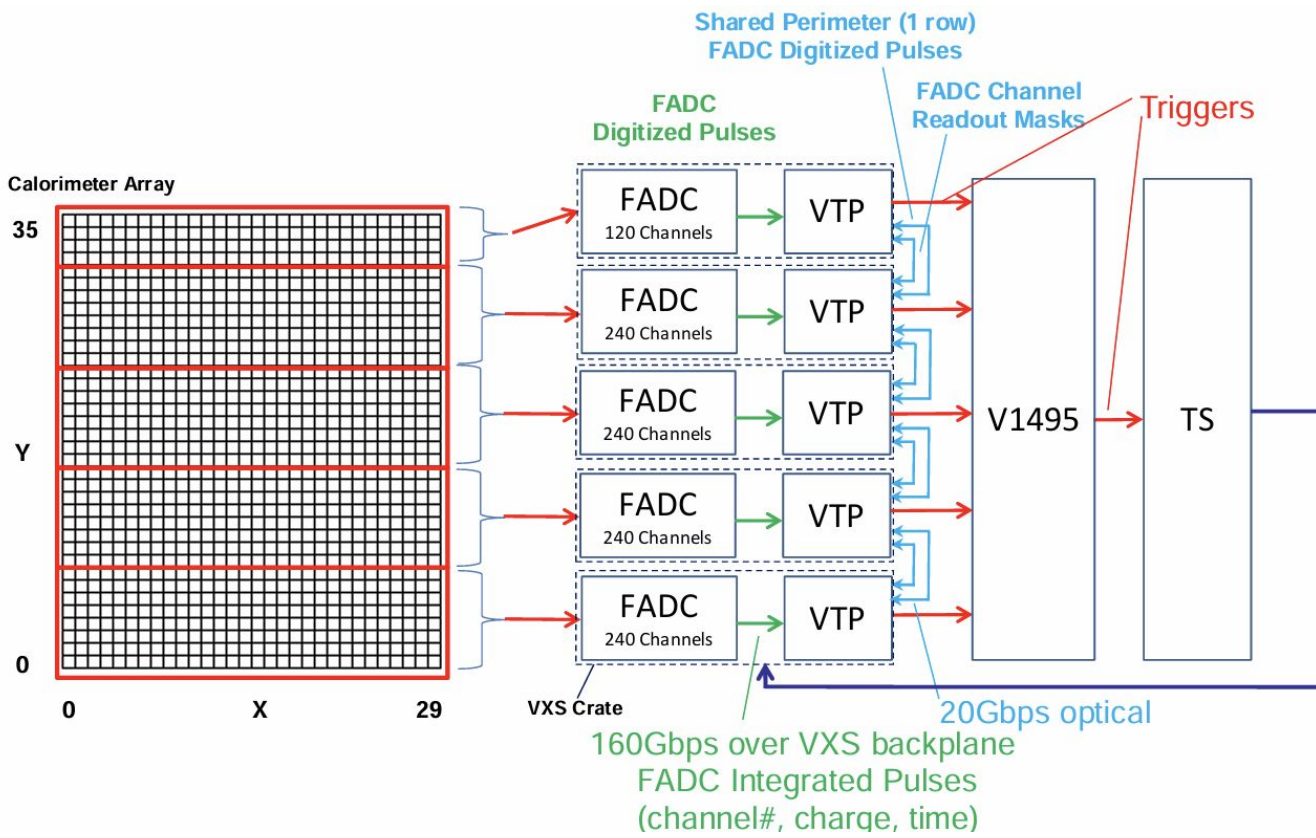 Shared Perimeter (1 row)
FADC Digitized Pulses
FADC Channel
Readout Masks
Triggers
FADC
Digitized Pulses
Calorimeter Array
35
Y
0
0 X 29
FADC
120 Channels
VTP
FADC
240 Channels
VTP
FADC
240 Channels
VTP
FADC
240 Channels
VTP
FADC
240 Channels
VTP
V1495
TS
VXS Crate
20Gbps optical
160Gbps over VXS backplane
FADC Integrated Pulses
(channel#, charge, time)